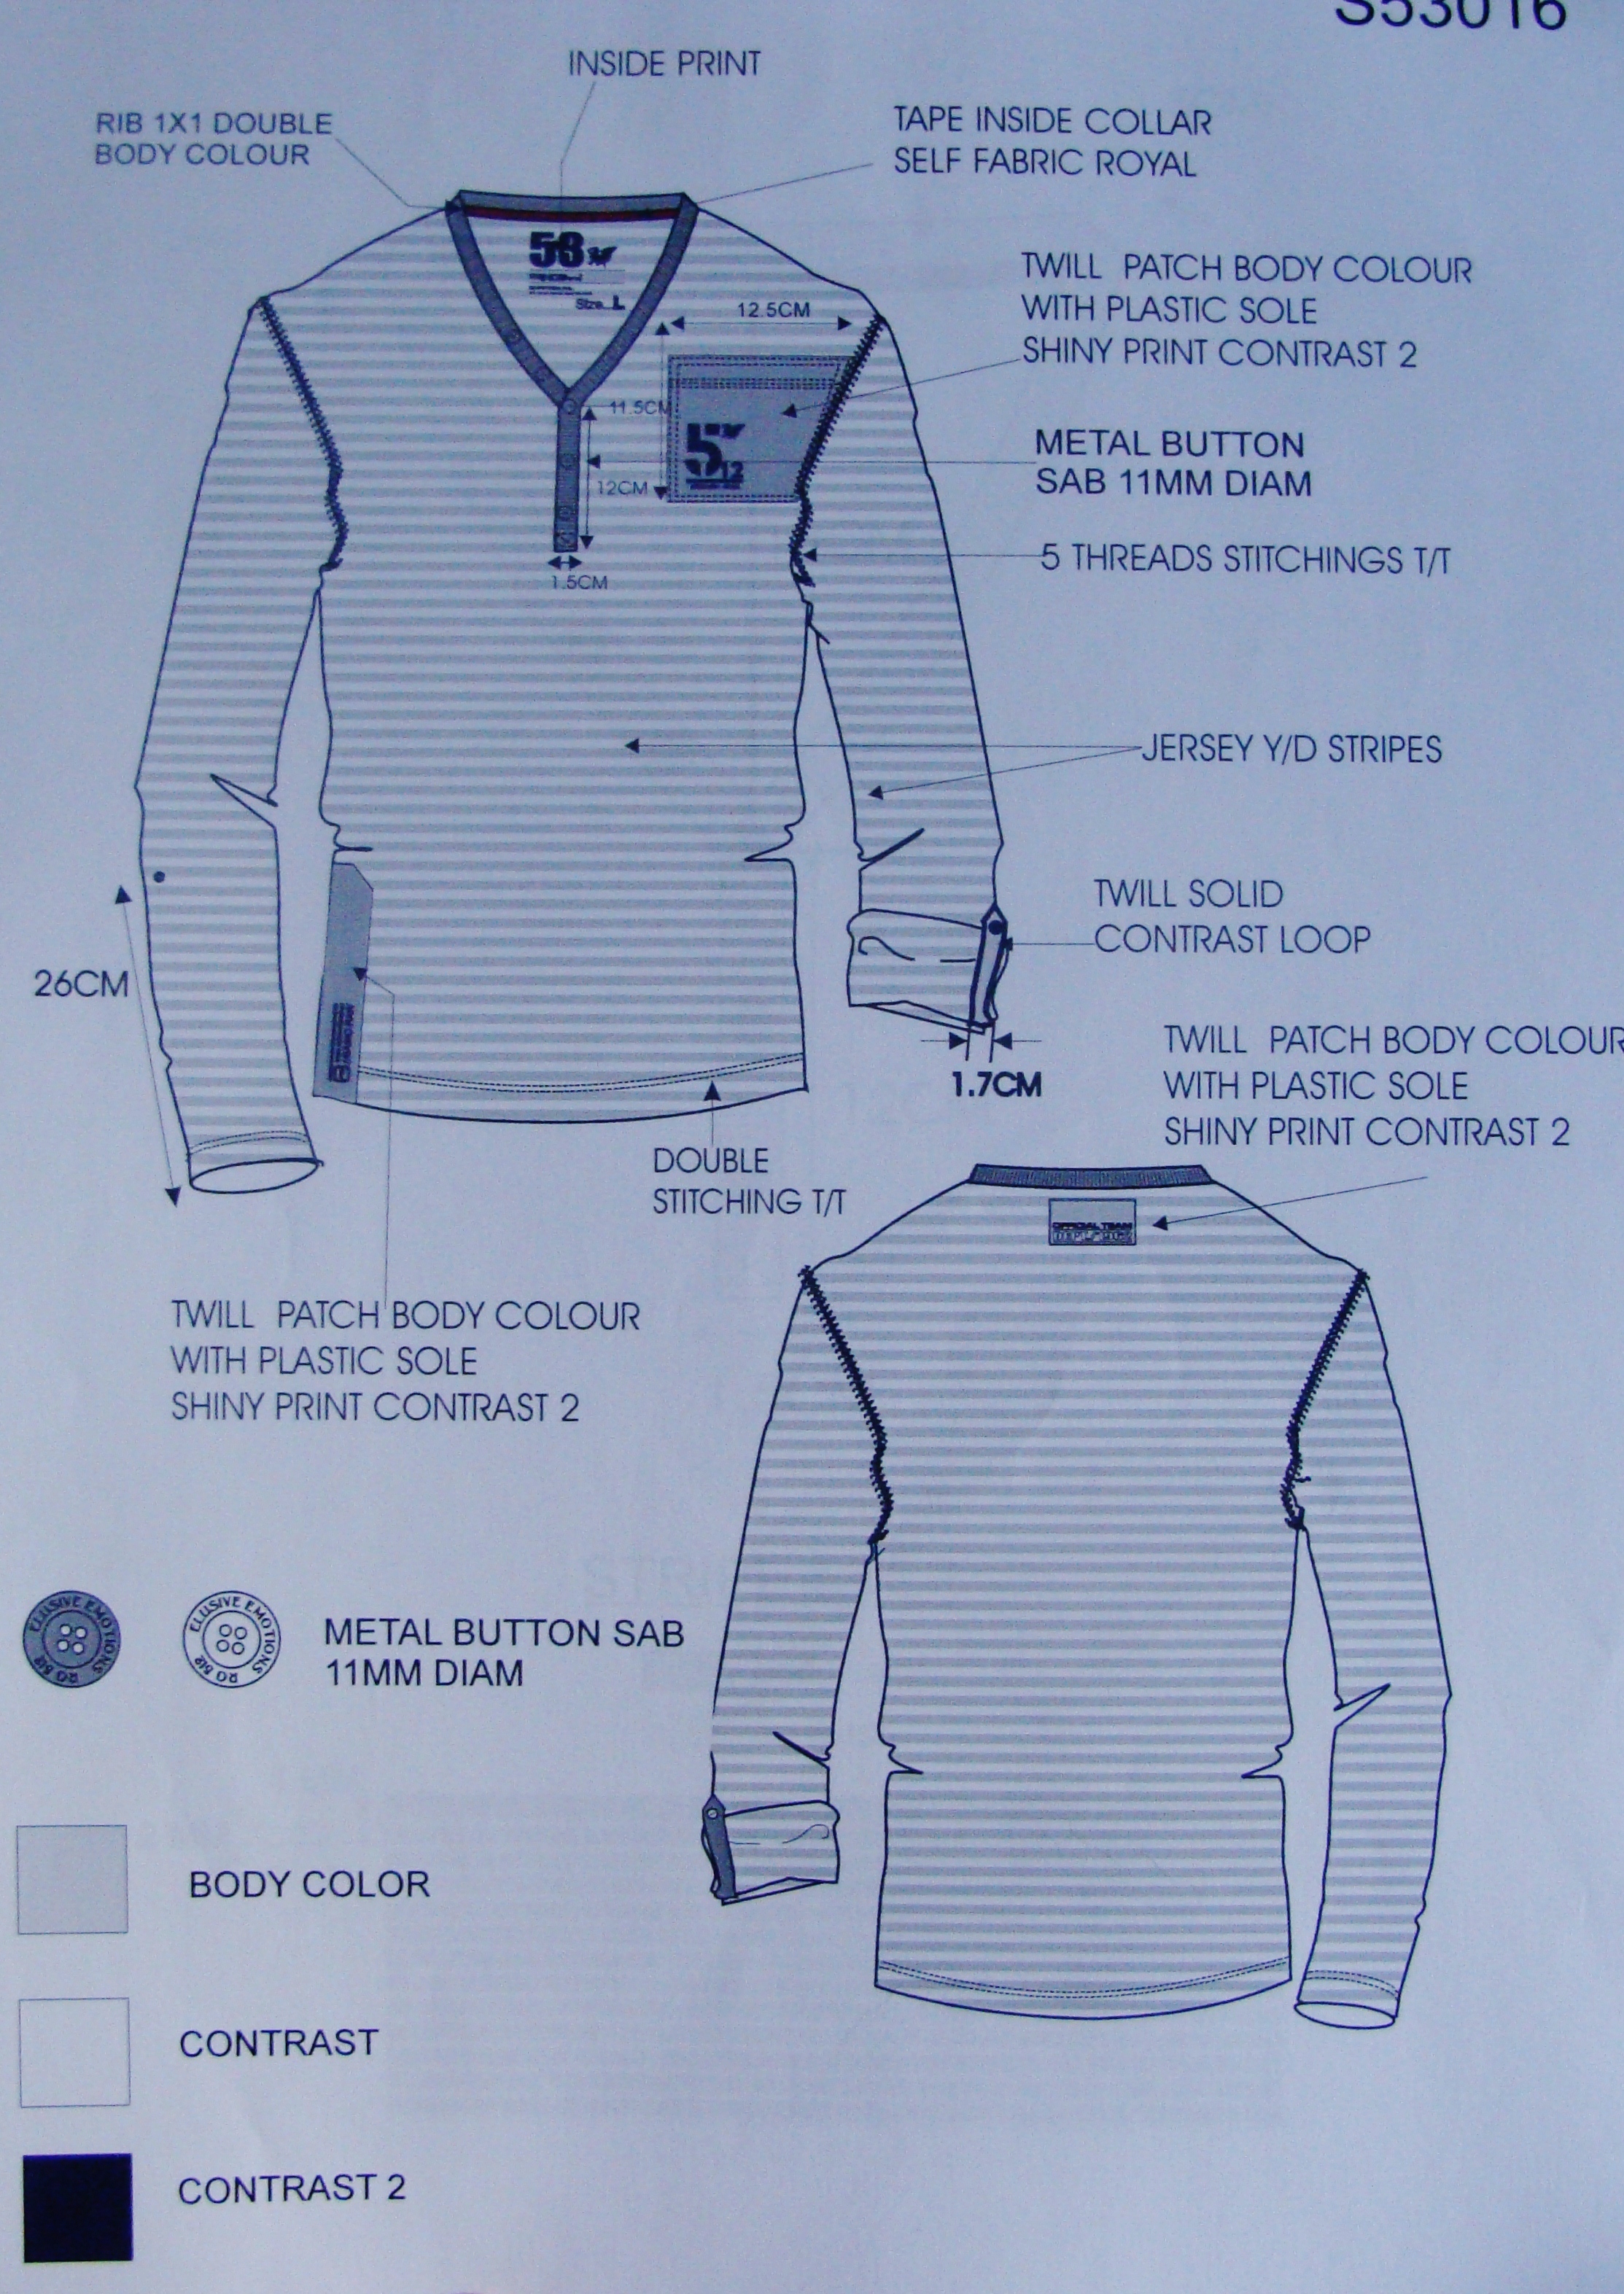 S53016
INSIDE PRINT
RIB 1X1 DOUBLE
BODY COLOUR
TAPE INSIDE COLLAR
SELF FABRIC ROYAL
58
Size L
TWILL PATCH BODY COLOUR
WITH PLASTIC SOLE
SHINY PRINT CONTRAST 2
12.5CM
11.5CM
5
12
METAL BUTTON
SAB 11MM DIAM
12CM
5 THREADS STITCHINGS T/T
1.5CM
JERSEY Y/D STRIPES
TWILL SOLID
CONTRAST LOOP
26CM
1.7CM
TWILL PATCH BODY COLOUR
WITH PLASTIC SOLE
SHINY PRINT CONTRAST 2
DOUBLE
STITCHING T/T
OFFICIAL TEAM
TWILL PATCH BODY COLOUR
WITH PLASTIC SOLE
SHINY PRINT CONTRAST 2
ELUSIVE EMOTIONS
ELUSIVE EMOTIONS
METAL BUTTON SAB
11MM DIAM
BODY COLOR
CONTRAST
CONTRAST 2